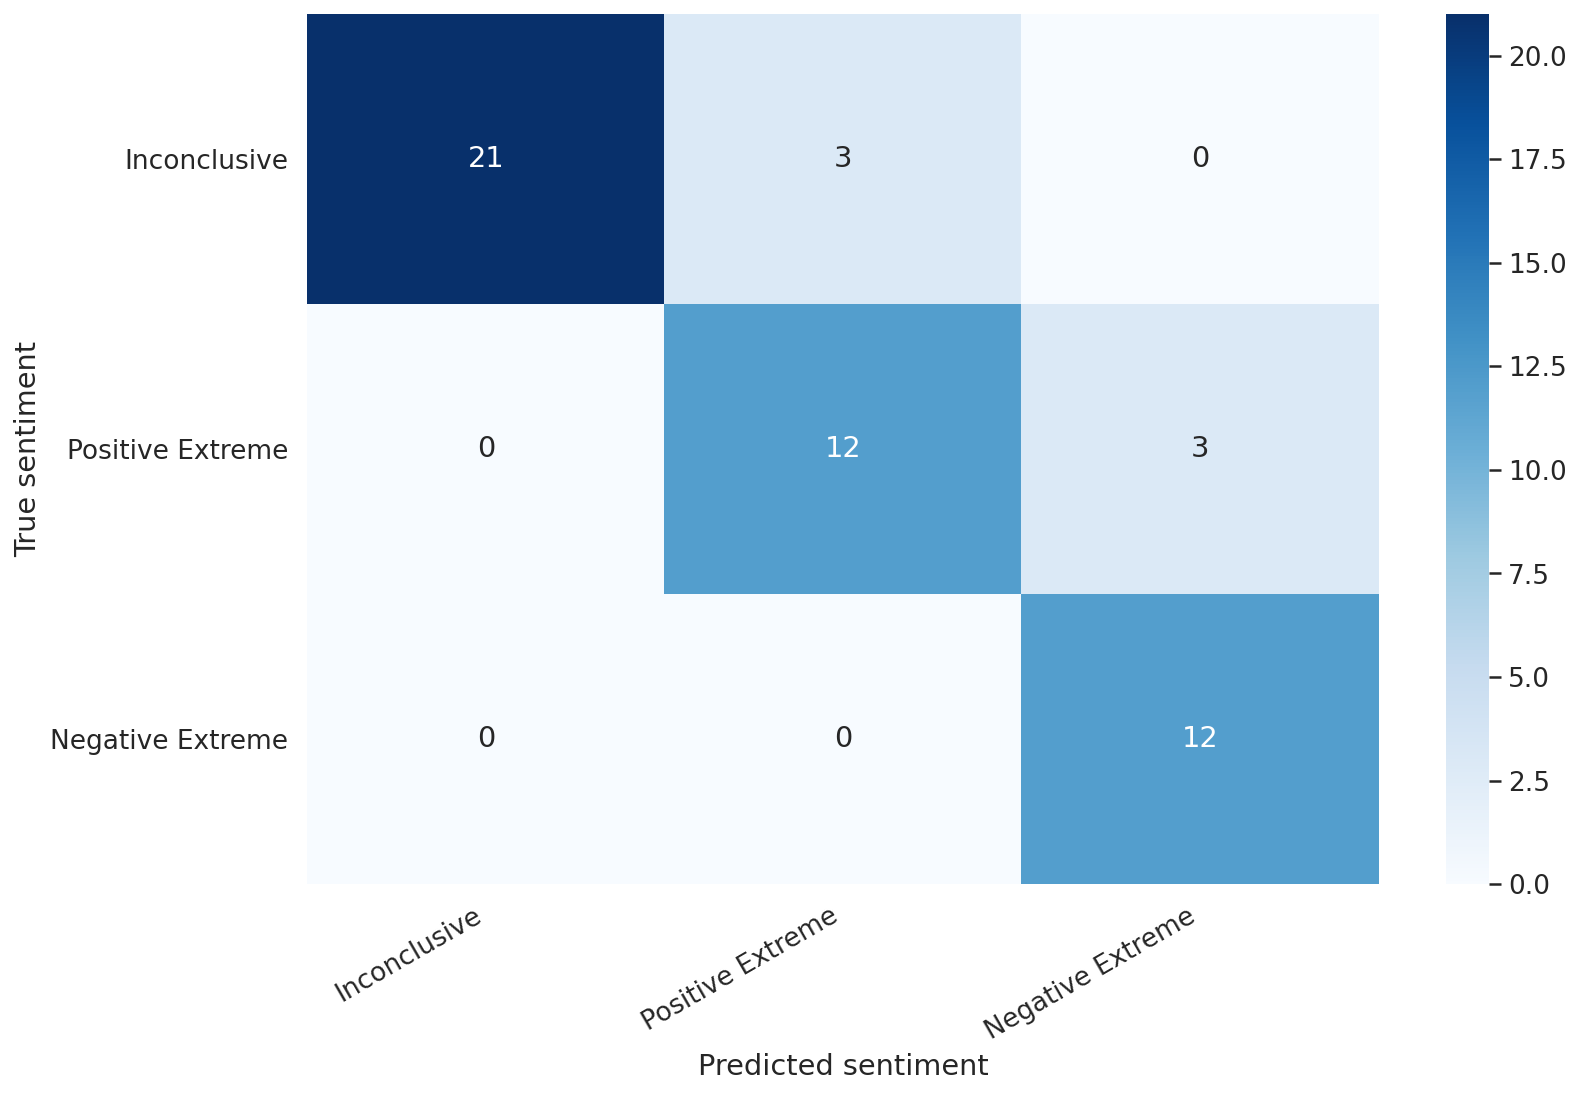 True sentiment
Inconclusive
21 3 0
Positive Extreme
0 12 3
Negative Extreme
0 0 12
Inconclusive
Positive Extreme
Negative Extreme
Predicted sentiment
20.0
17.5
15.0
12.5
10.0
7.5
5.0
2.5
0.0